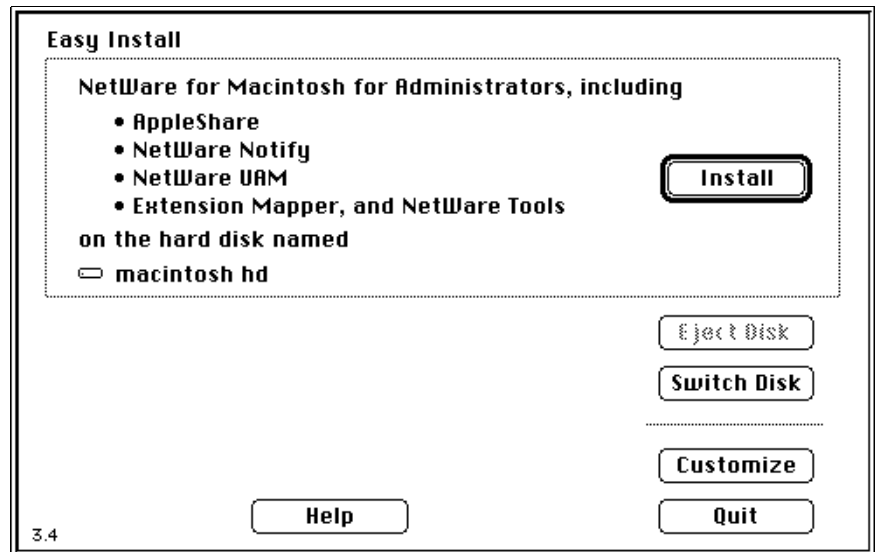 Easy Install
NetWare for Macintosh for Administrators, including
• AppleShare
• NetWare Notify
• NetWare UAM
• Extension Mapper, and NetWare Tools
Install
on the hard disk named
macintosh hd
Eject Disk
Switch Disk
Customize
Help
Quit
3.4